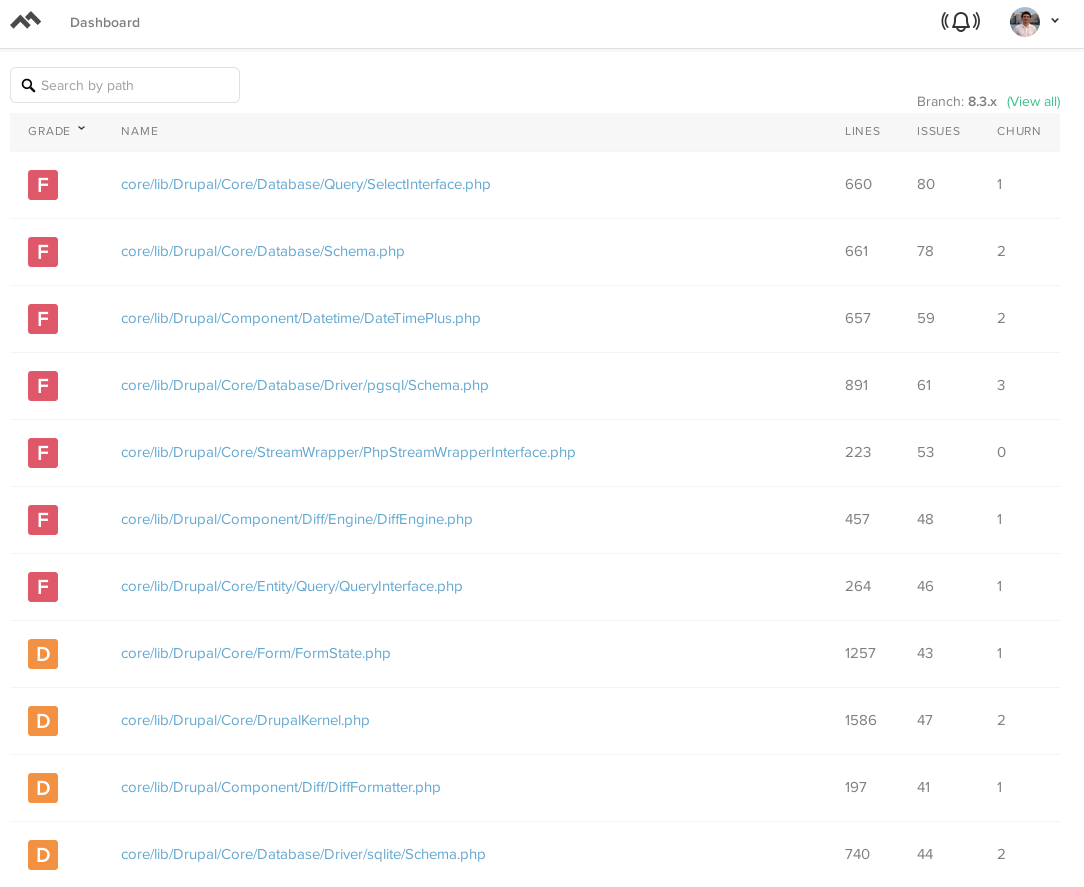 Dashboard
Search by path
Branch: 8.3.x (View all)
GRADE NAME LINES ISSUES CHURN
F core/lib/Drupal/Core/Database/Query/SelectInterface.php 660 80 1
F core/lib/Drupal/Core/Database/Schema.php 661 78 2
F core/lib/Drupal/Component/Datetime/DateTimePlus.php 657 59 2
F core/lib/Drupal/Core/Database/Driver/pgsql/Schema.php 891 61 3
F core/lib/Drupal/Core/StreamWrapper/PhpStreamWrapperInterface.php 223 53 0
F core/lib/Drupal/Component/Diff/Engine/DiffEngine.php 457 48 1
F core/lib/Drupal/Core/Entity/Query/QueryInterface.php 264 46 1
D core/lib/Drupal/Core/Form/FormState.php 1257 43 1
D core/lib/Drupal/Core/DrupalKernel.php 1586 47 2
D core/lib/Drupal/Component/Diff/DiffFormatter.php 197 41 1
D core/lib/Drupal/Core/Database/Driver/sqlite/Schema.php 740 44 2